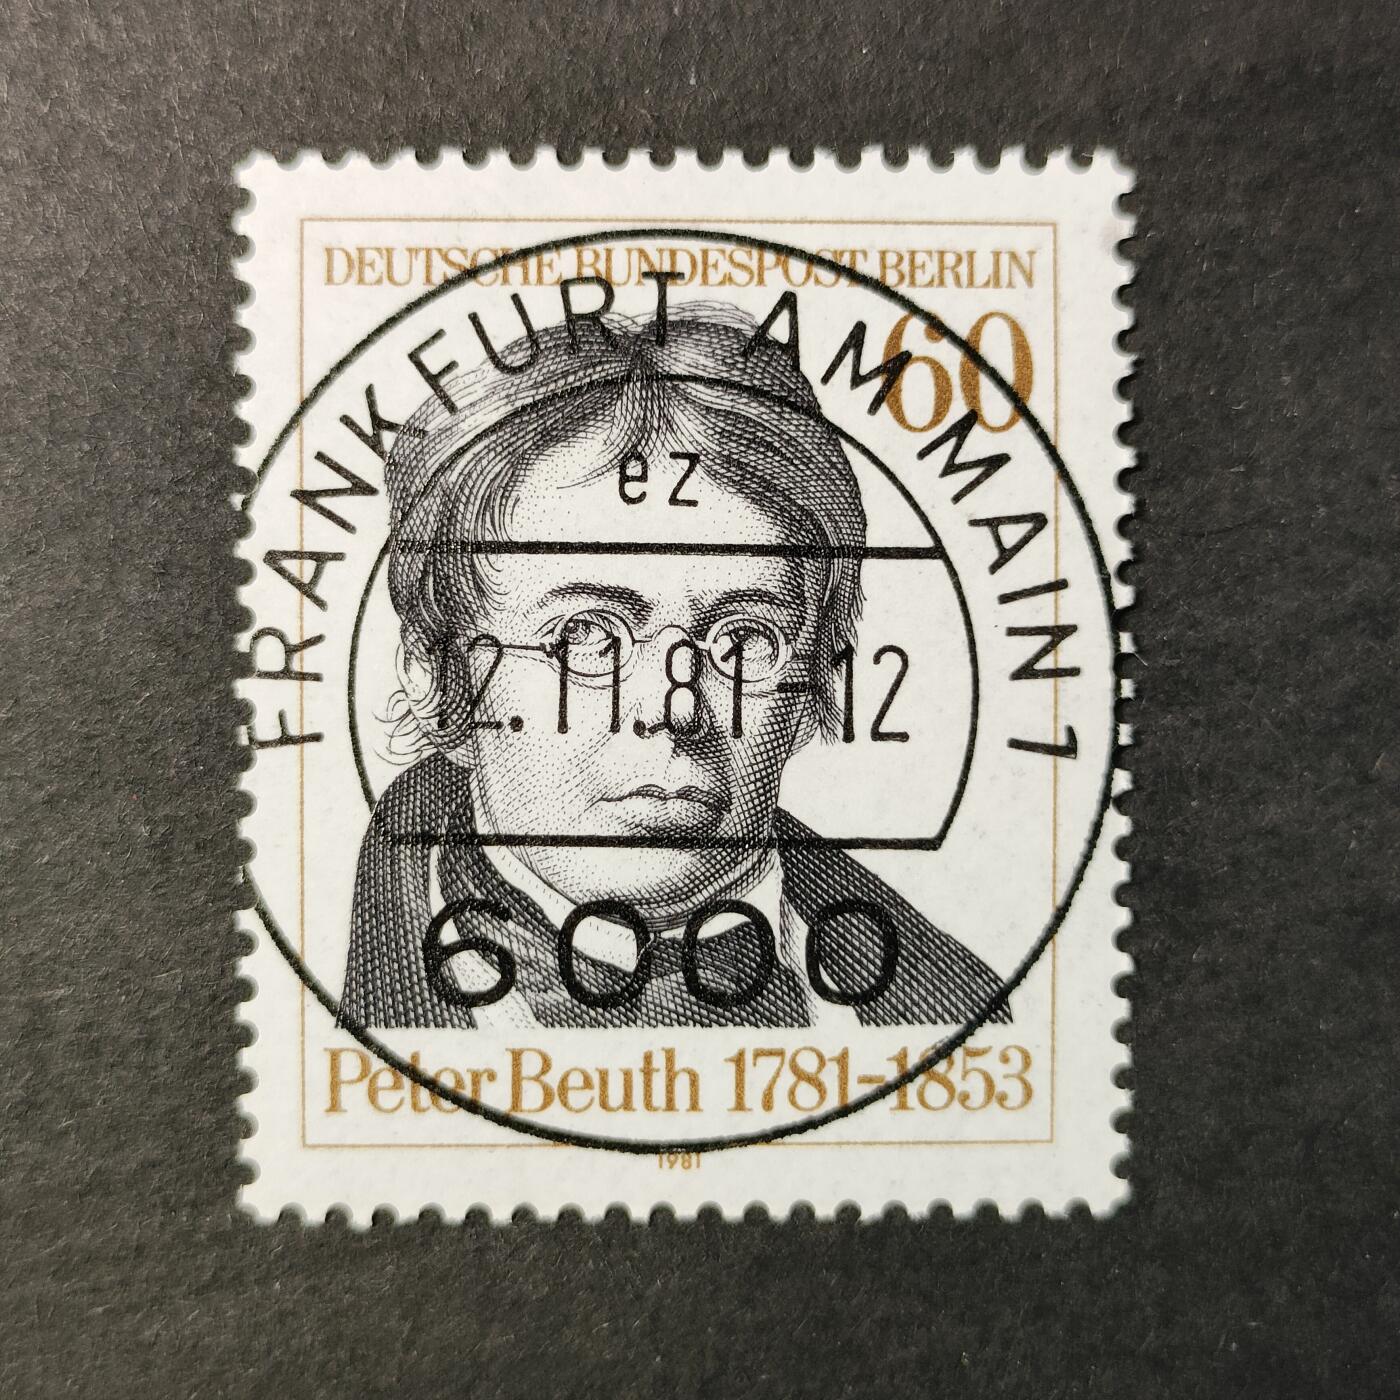 DEUTSCHE BUNDESPOST BERLIN
60
FRANKFURT AM MAIN 1
ez
12.11.81-12
6000
Peter Beuth 1781-1853
1981